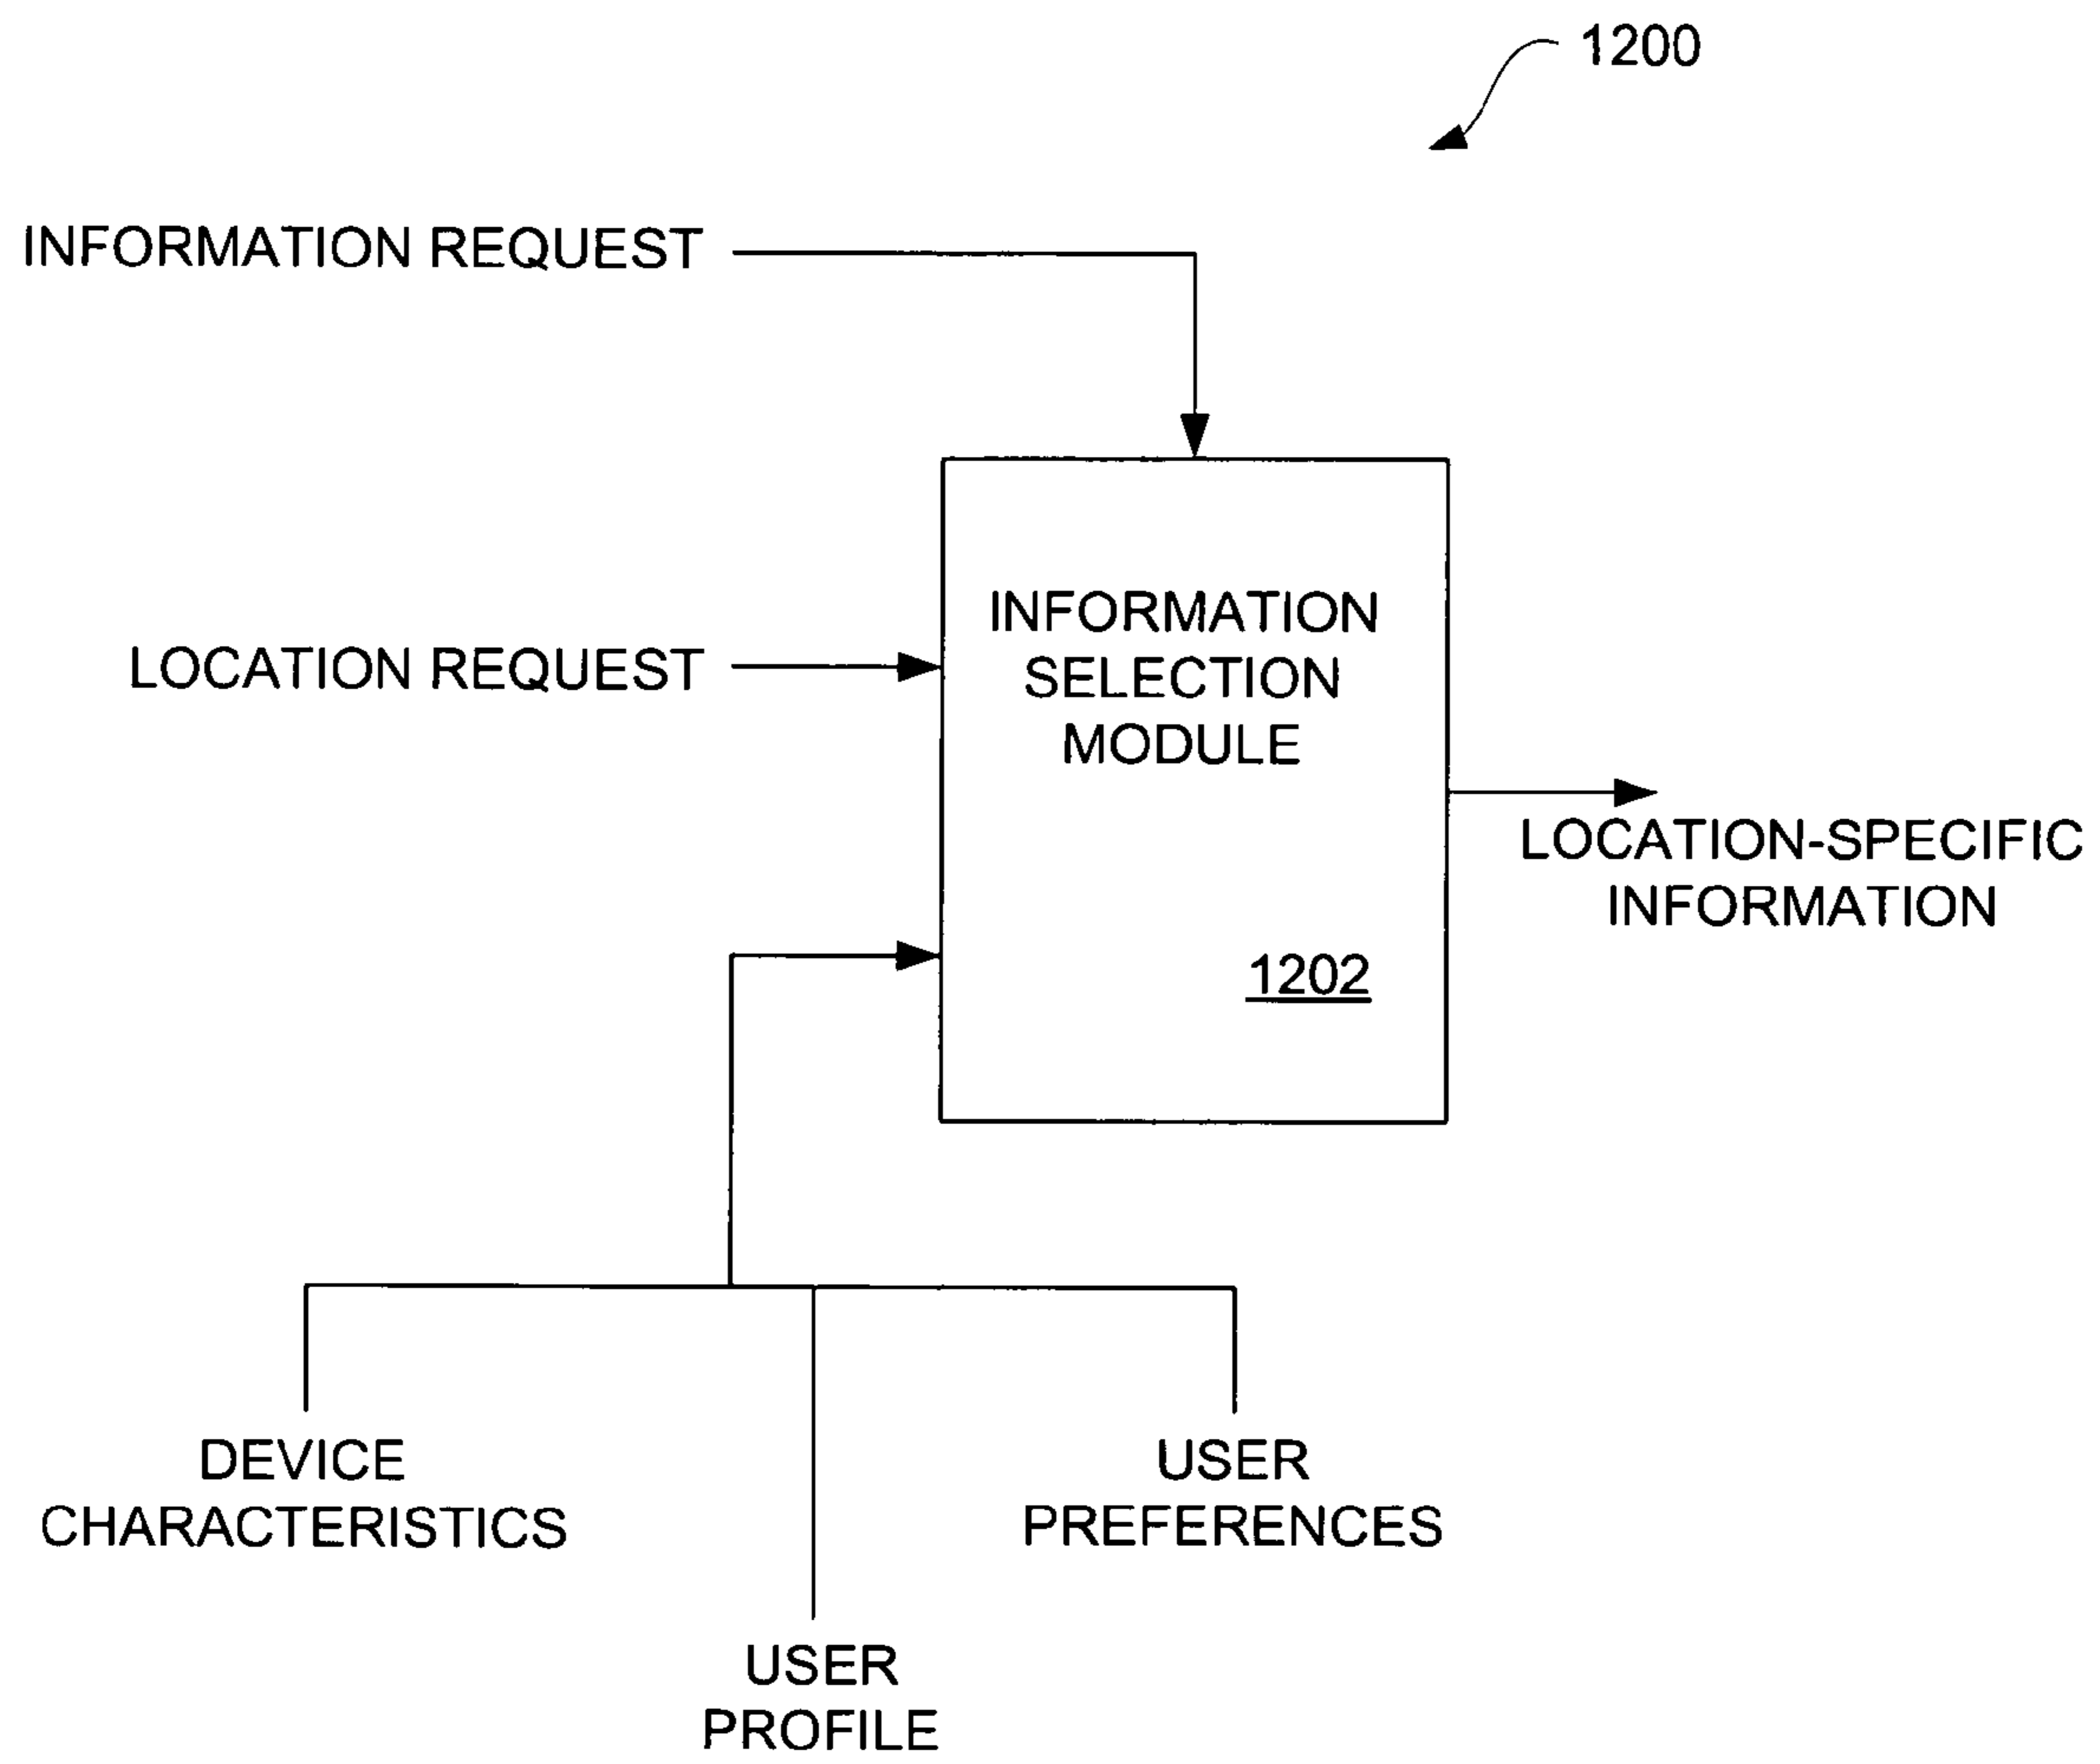 1200
INFORMATION REQUEST
INFORMATION
SELECTION
MODULE
LOCATION REQUEST
LOCATION-SPECIFIC
INFORMATION
1202
DEVICE
CHARACTERISTICS
USER
PREFERENCES
USER
PROFILE